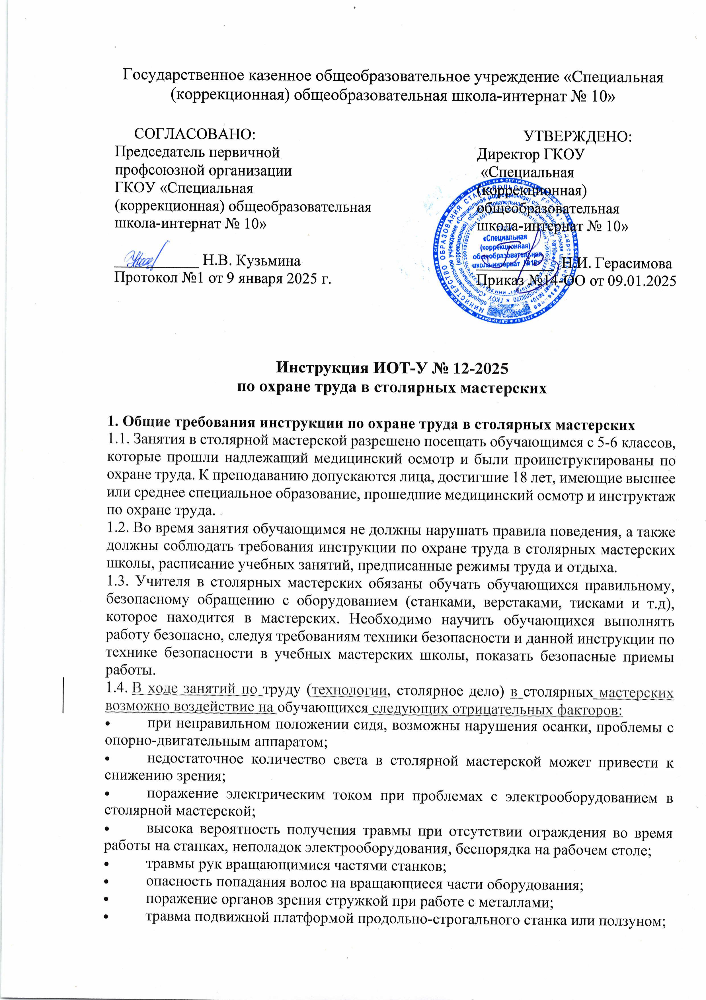 Государственное казенное общеобразовательное учреждение «Специальная
(коррекционная) общеобразовательная школа-интернат № 10»
СОГЛАСОВАНО:
Председатель первичной
профсоюзной организации
ГКОУ «Специальная
(коррекционная) общеобразовательная
школа-интернат № 10»
Н.В. Кузьмина
Протокол №1 от 9 января 2025 г.
УТВЕРЖДЕНО:
Директор ГКОУ
«Специальная
(коррекционная)
общеобразовательная
школа-интернат № 10»
Н.И. Герасимова
Приказ №14-ОО от 09.01.2025
«Специальная
(коррекционная)
общеобразовательная
школа-интернат №10»
Инструкция ИОТ-У № 12-2025
по охране труда в столярных мастерских
1. Общие требования инструкции по охране труда в столярных мастерских
1.1. Занятия в столярной мастерской разрешено посещать обучающимся с 5-6 классов,
которые прошли надлежащий медицинский осмотр и были проинструктированы по
охране труда. К преподаванию допускаются лица, достигшие 18 лет, имеющие высшее
или среднее специальное образование, прошедшие медицинский осмотр и инструктаж
по охране труда.
1.2. Во время занятия обучающимся не должны нарушать правила поведения, а также
должны соблюдать требования инструкции по охране труда в столярных мастерских
школы, расписание учебных занятий, предписанные режимы труда и отдыха.
1.3. Учителя в столярных мастерских обязаны обучать обучающихся правильному,
безопасному обращению с оборудованием (станками, верстаками, тисками и т.д),
которое находится в мастерских. Необходимо научить обучающихся выполнять
работу безопасно, следуя требованиям техники безопасности и данной инструкции по
технике безопасности в учебных мастерских школы, показать безопасные приемы
работы.
1.4. В ходе занятий по труду (технологии, столярное дело) в столярных мастерских
возможно воздействие на обучающихся следующих отрицательных факторов:
• при неправильном положении сидя, возможны нарушения осанки, проблемы с
опорно-двигательным аппаратом;
• недостаточное количество света в столярной мастерской может привести к
снижению зрения;
• поражение электрическим током при проблемах с электрооборудованием в
столярной мастерской;
• высока вероятность получения травмы при отсутствии ограждения во время
работы на станках, неполадок электрооборудования, беспорядка на рабочем столе;
• травмы рук вращающимися частями станков;
• опасность попадания волос на вращающиеся части оборудования;
• поражение органов зрения стружкой при работе с металлами;
• травма подвижной платформой продольно-строгального станка или ползуном;